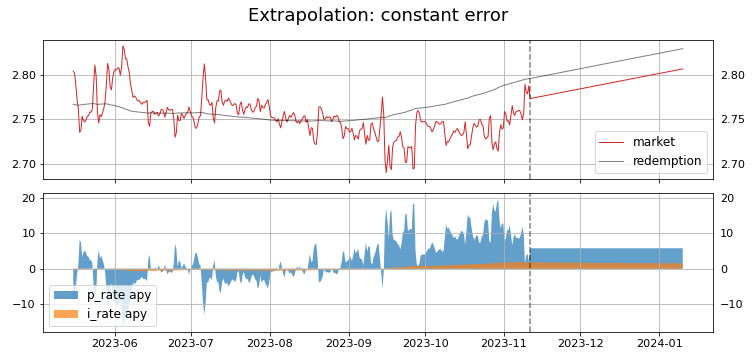 Extrapolation: constant error
2.80 2.80
2.75 2.75
2.70 2.70
market
redemption
20 20
10 10
0 0
−10 −10
p_rate apy
i_rate apy
2023-06 2023-07 2023-08 2023-09 2023-10 2023-11 2023-12 2024-01